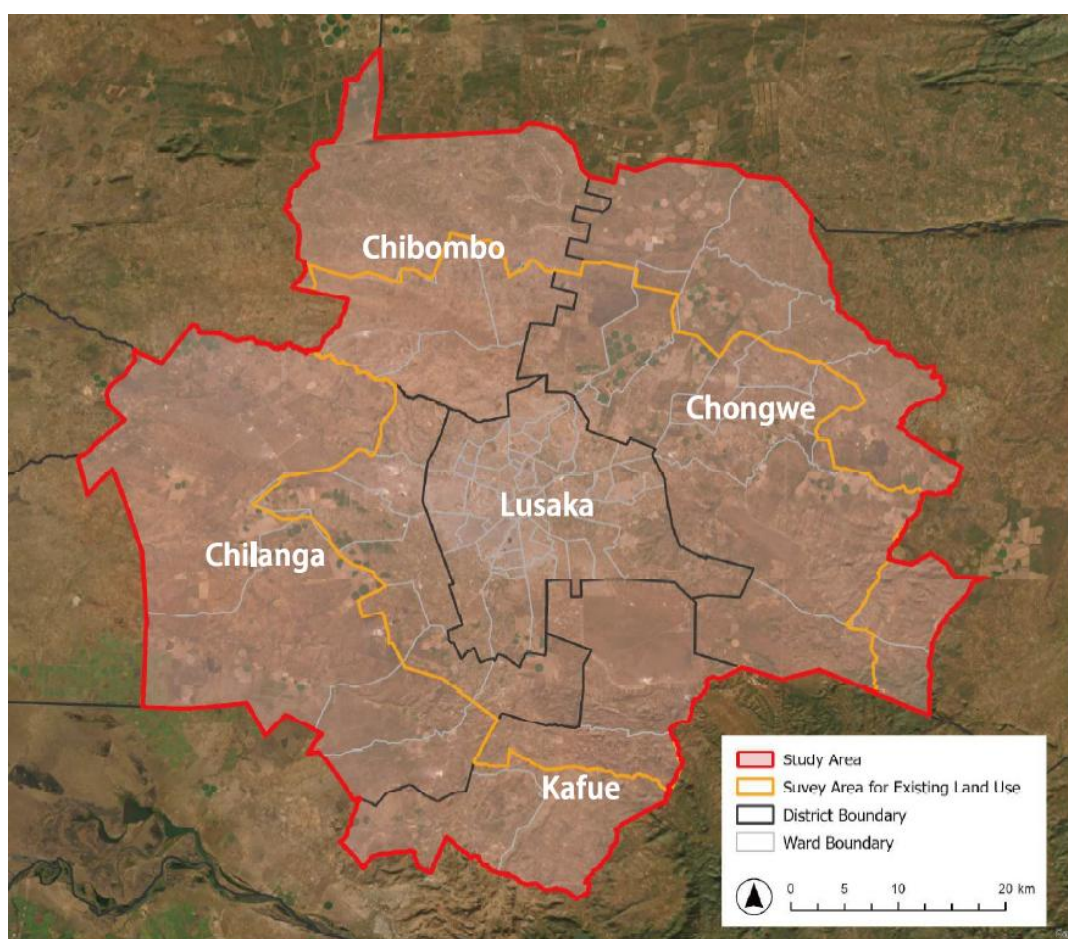 Chibombo
Chongwe
Lusaka
Chilanga
Kafue
Study Area
Suvey Area for Existing Land Use
District Boundary
Ward Boundary
0 5 10 20 km